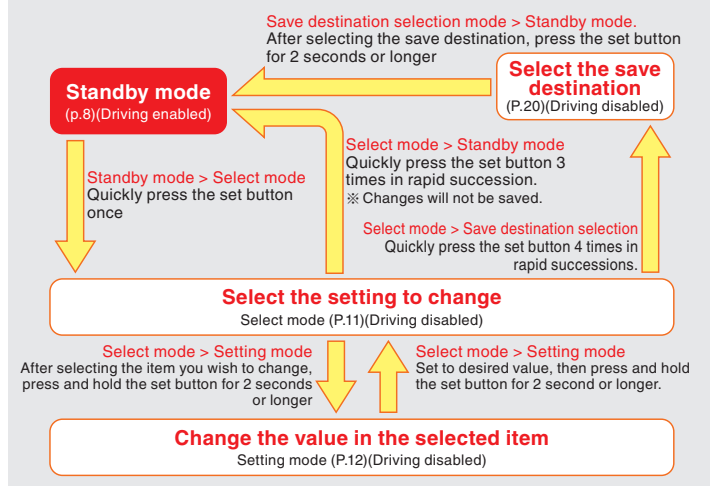 Save destination selection mode > Standby mode.
After selecting the save destination, press the set button
for 2 seconds or longer
Standby mode
(p.8)(Driving enabled)
Select the save
destination
(P.20)(Driving disabled)
Select mode > Standby mode
Quickly press the set button 3
times in rapid succession.
※ Changes will not be saved.
Standby mode > Select mode
Quickly press the set button
once
Select mode > Save destination selection
Quickly press the set button 4 times in
rapid successions.
Select the setting to change
Select mode (P.11)(Driving disabled)
Select mode > Setting mode
After selecting the item you wish to change,
press and hold the set button for 2 seconds
or longer
Select mode > Setting mode
Set to desired value, then press and hold
the set button for 2 second or longer.
Change the value in the selected item
Setting mode (P.12)(Driving disabled)